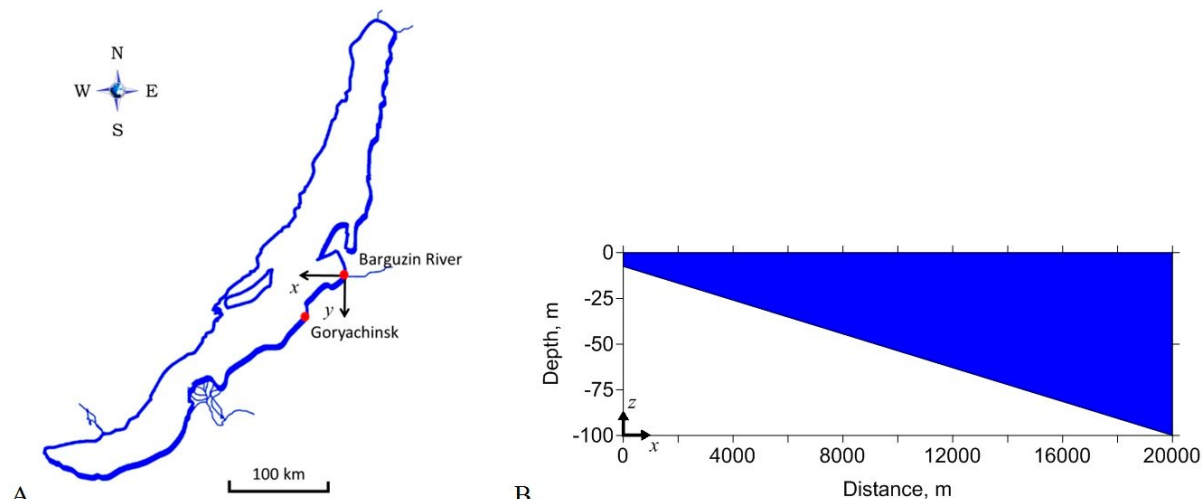 N
W E
S
Barguzin River
x
y
Goryachinsk
100 km
A
0
-25
-50
-75
-100
Depth, m
z
x
0 4000 8000 12000 16000 20000
Distance, m
B